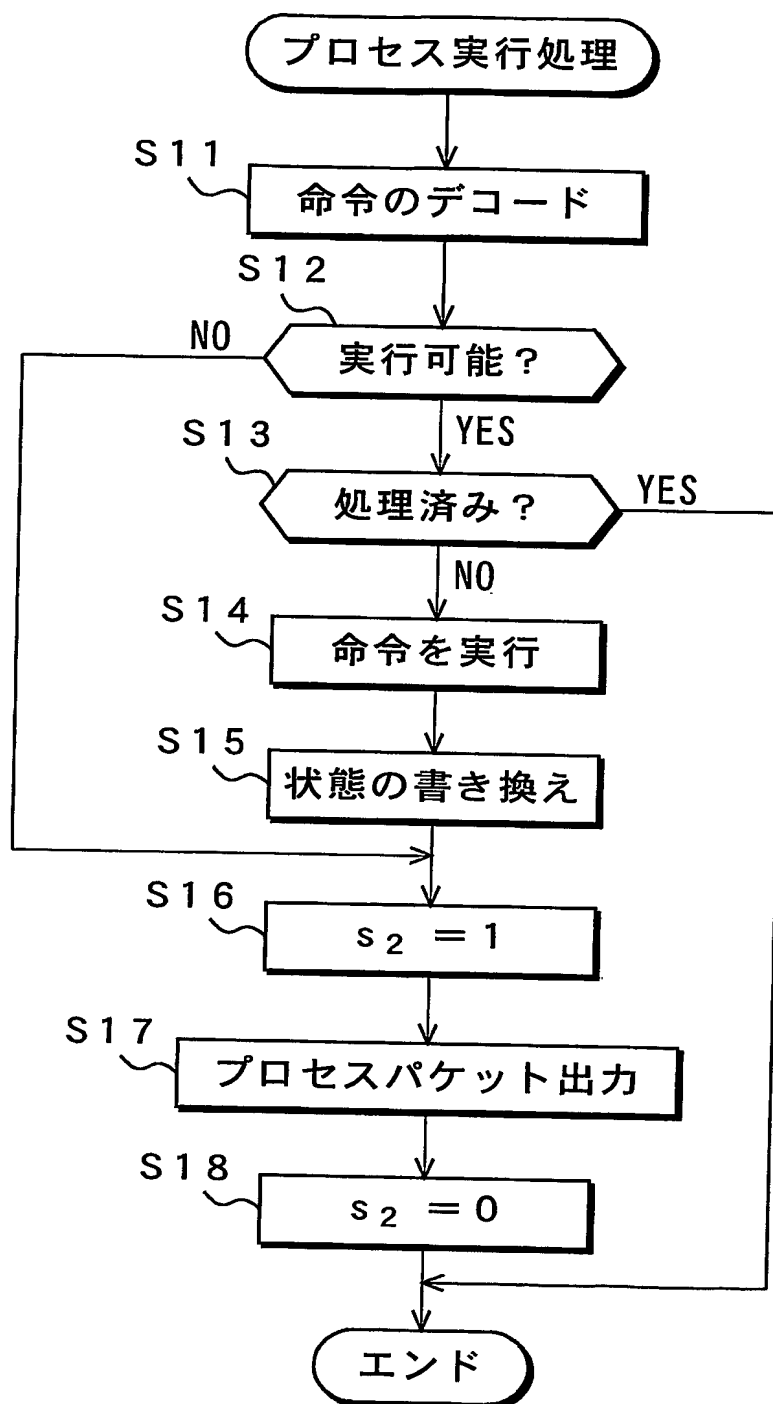 プロセス実行処理
S11
命令のデコード
S12
NO
実行可能?
YES
S13
処理済み?
YES
NO
S14
命令を実行
S15
状態の書き換え
S16
s₂ =1
S17
プロセスパケット出力
S18
s₂ =0
エンド